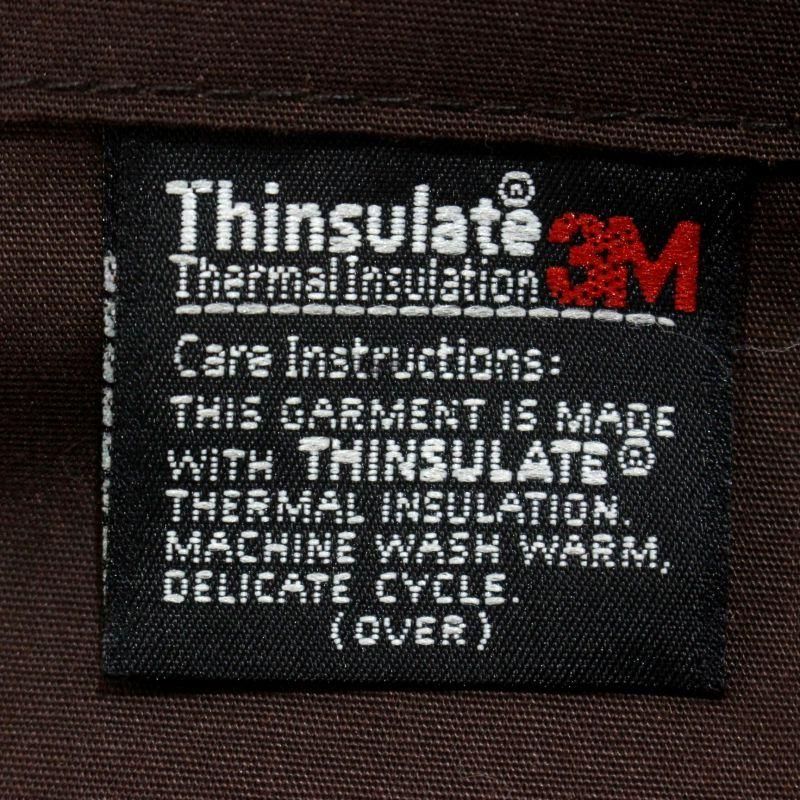 Thinsulate® 3M
Thermal Insulation
Care Instructions:
THIS GARMENT IS MADE
WITH THINSULATE®
THERMAL INSULATION.
MACHINE WASH WARM,
DELICATE CYCLE.
(OVER)